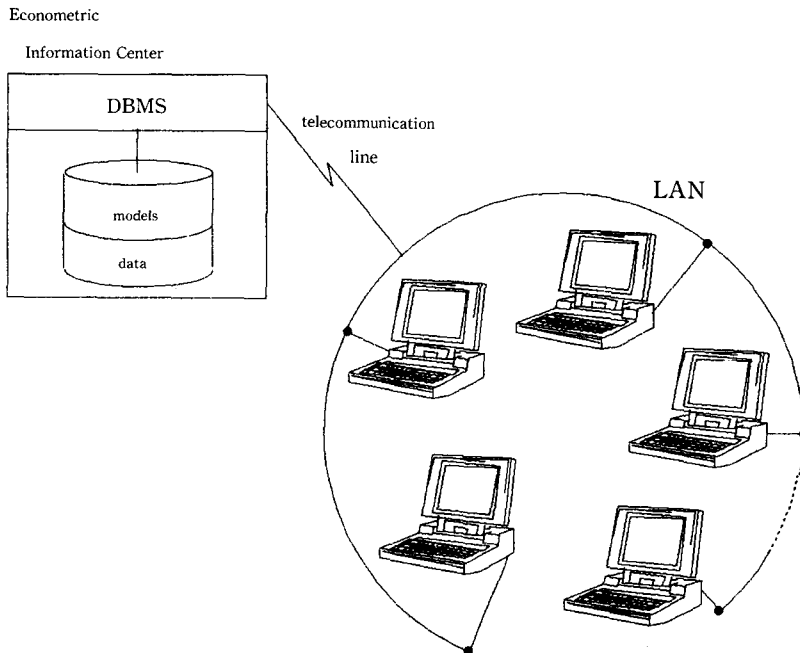 Econometric
Information Center
DBMS
models
data
telecommunication
line
LAN